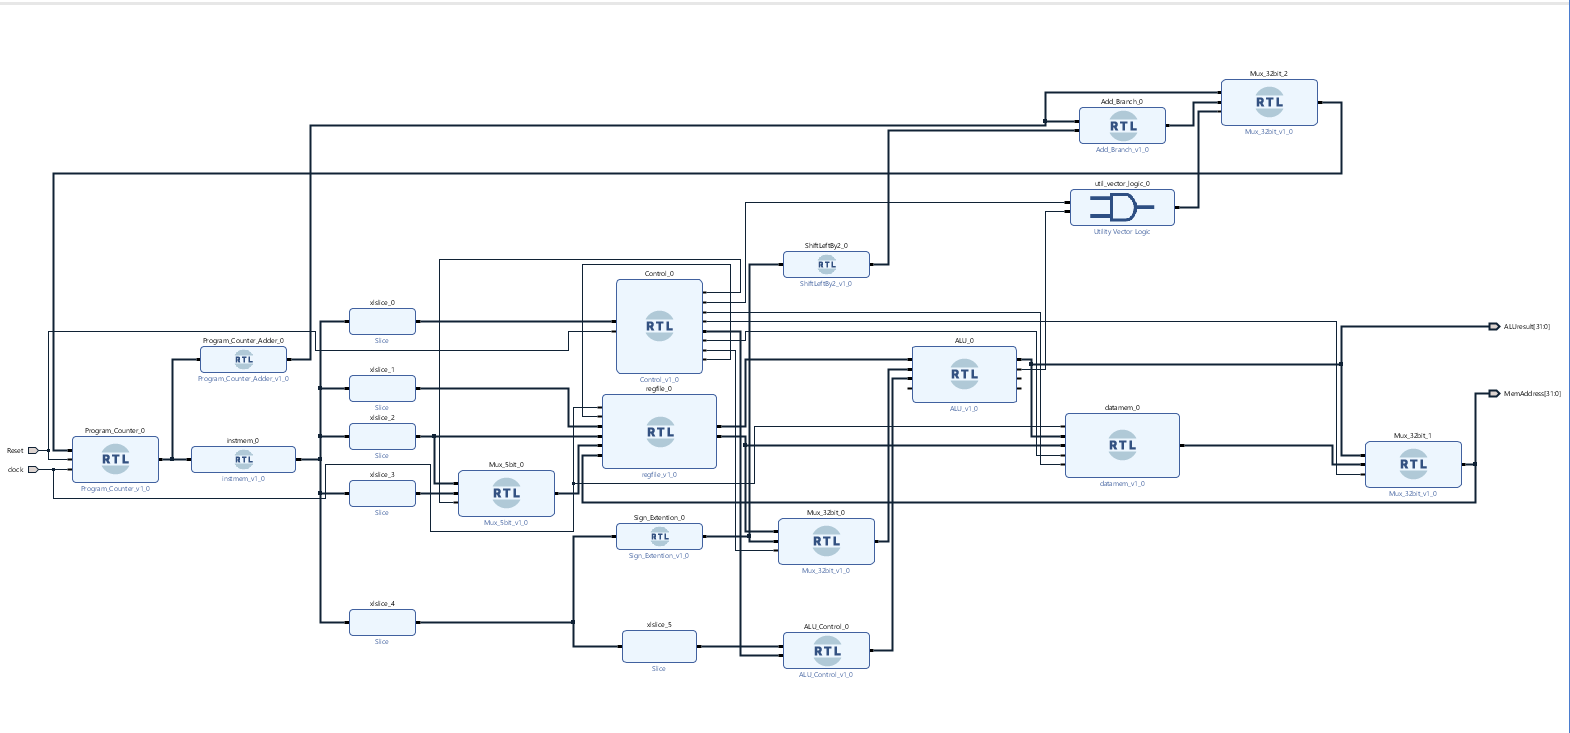 Mux_32bit_2
RTL
Mux_32bit_v1_0
Add_Branch_0
RTL
Add_Branch_v1_0
util_vector_logic_0
Utility Vector Logic
ShiftLeftBy2_0
RTL
ShiftLeftBy2_v1_0
Control_0
RTL
Control_v1_0
xlslice_0
Slice
Program_Counter_Adder_0
RTL
Program_Counter_Adder_v1_0
ALUresult[31:0]
ALU_0
RTL
ALU_v1_0
xlslice_1
Slice
regfile_0
RTL
regfile_v1_0
MemAddress[31:0]
datamem_0
RTL
datamem_v1_0
xlslice_2
Slice
Program_Counter_0
RTL
Program_Counter_v1_0
instmem_0
RTL
instmem_v1_0
Mux_32bit_1
RTL
Mux_32bit_v1_0
Reset
clock
Mux_5bit_0
RTL
Mux_5bit_v1_0
xlslice_3
Slice
Sign_Extention_0
RTL
Sign_Extention_v1_0
Mux_32bit_0
RTL
Mux_32bit_v1_0
xlslice_4
Slice
xlslice_5
Slice
ALU_Control_0
RTL
ALU_Control_v1_0